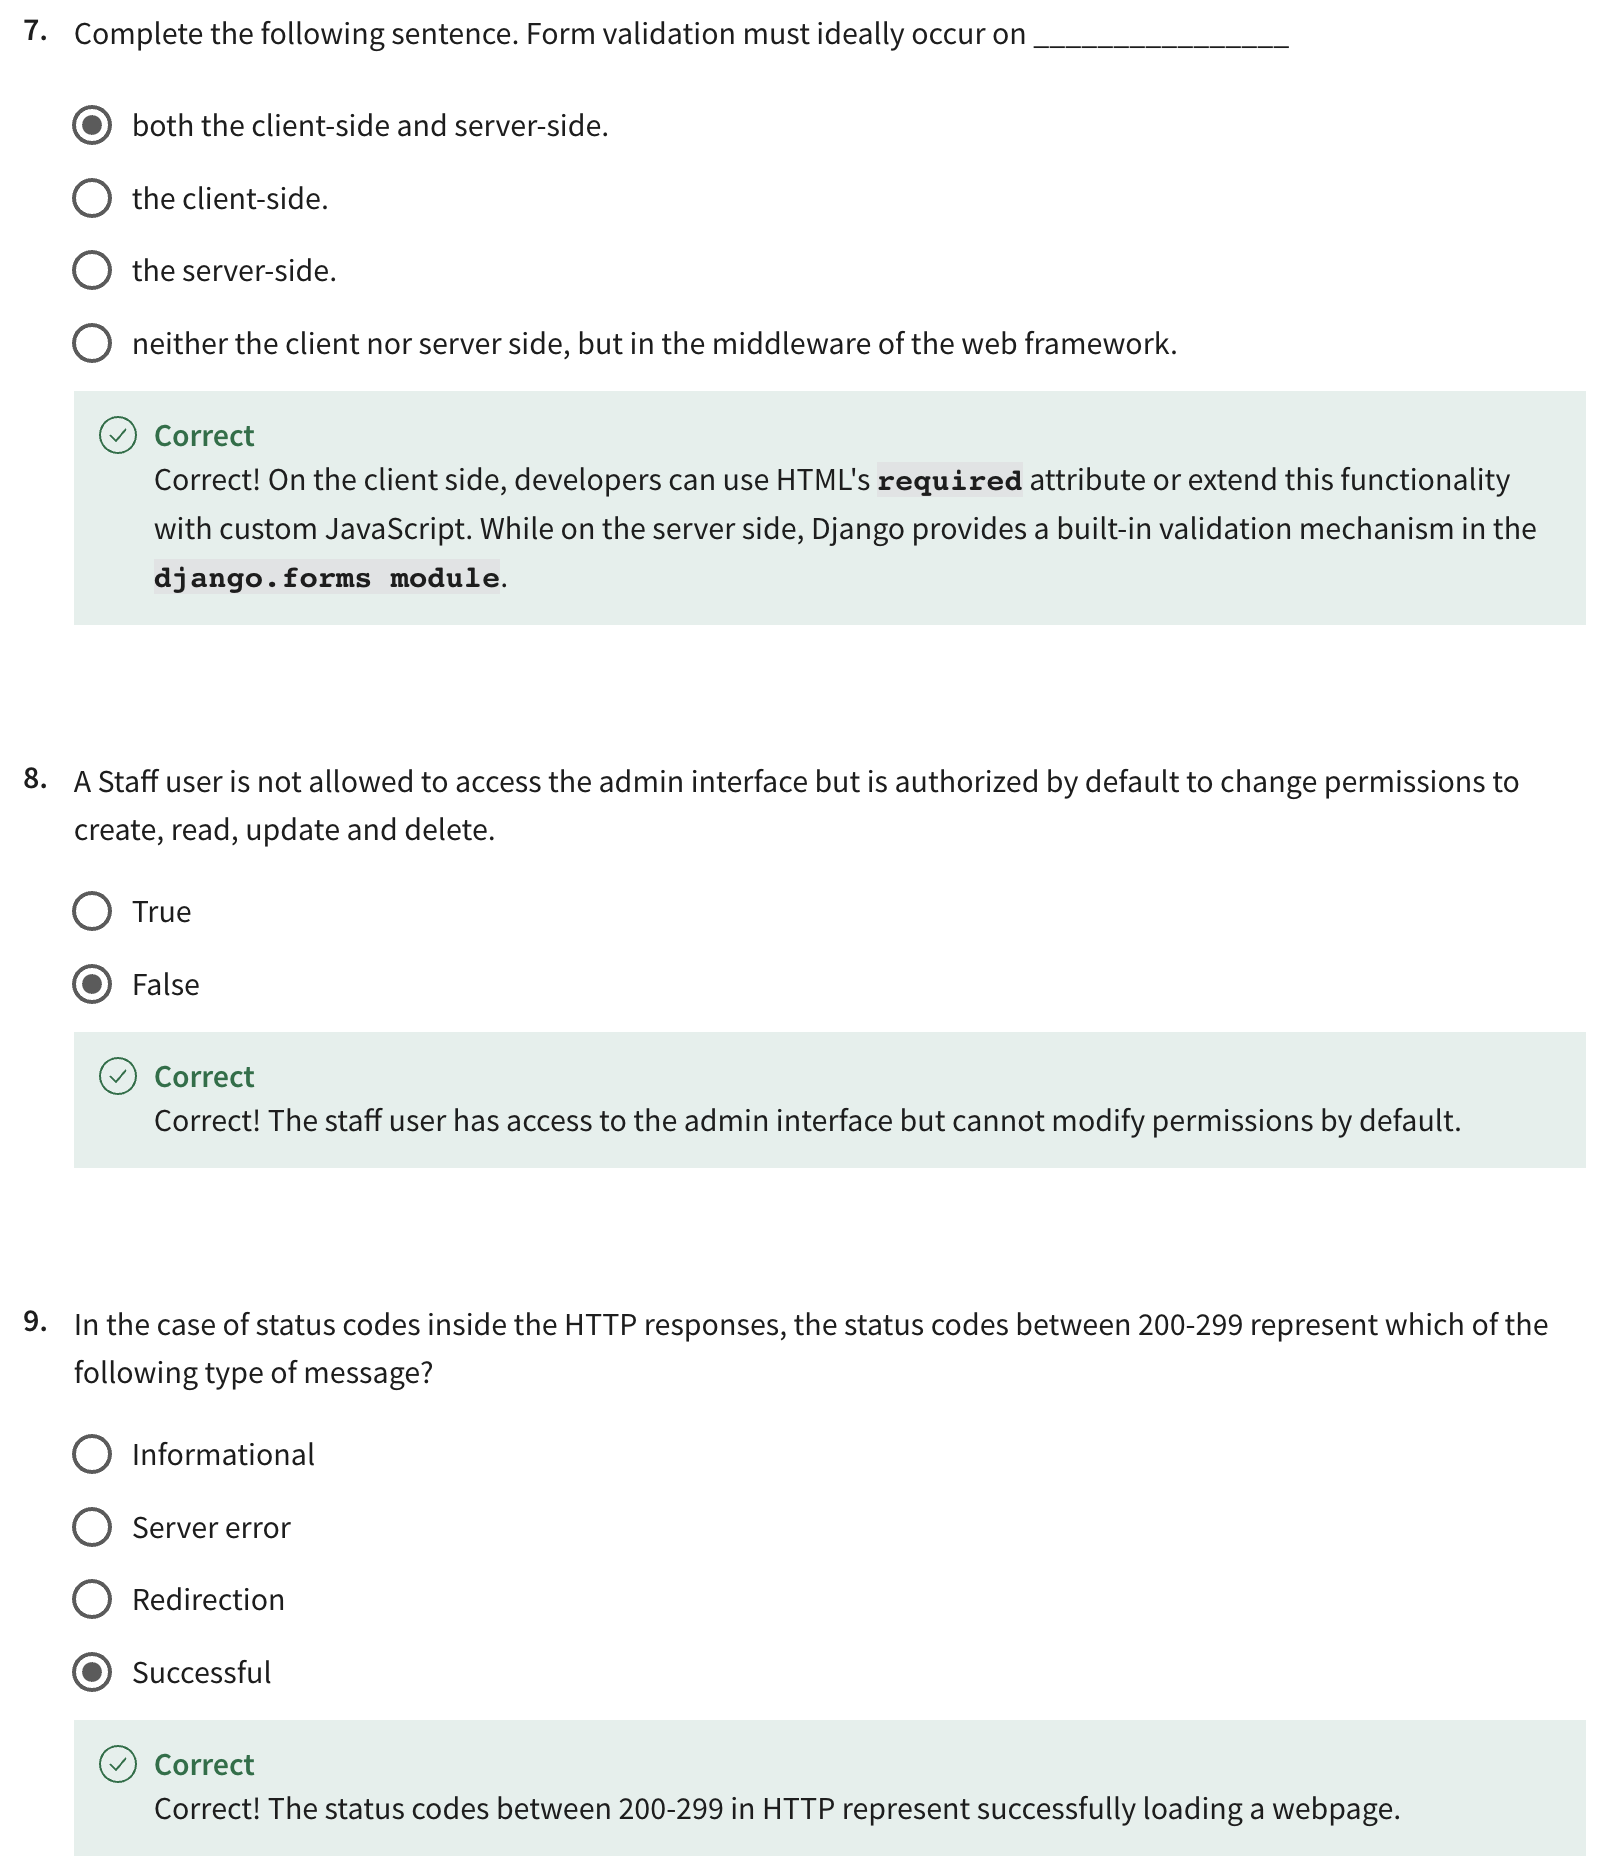 7. Complete the following sentence. Form validation must ideally occur on ________________
both the client-side and server-side.
the client-side.
the server-side.
neither the client nor server side, but in the middleware of the web framework.
Correct
Correct! On the client side, developers can use HTML's required attribute or extend this functionality
with custom JavaScript. While on the server side, Django provides a built-in validation mechanism in the
django.forms module.
8. A Staff user is not allowed to access the admin interface but is authorized by default to change permissions to
create, read, update and delete.
True
False
Correct
Correct! The staff user has access to the admin interface but cannot modify permissions by default.
9. In the case of status codes inside the HTTP responses, the status codes between 200-299 represent which of the
following type of message?
Informational
Server error
Redirection
Successful
Correct
Correct! The status codes between 200-299 in HTTP represent successfully loading a webpage.